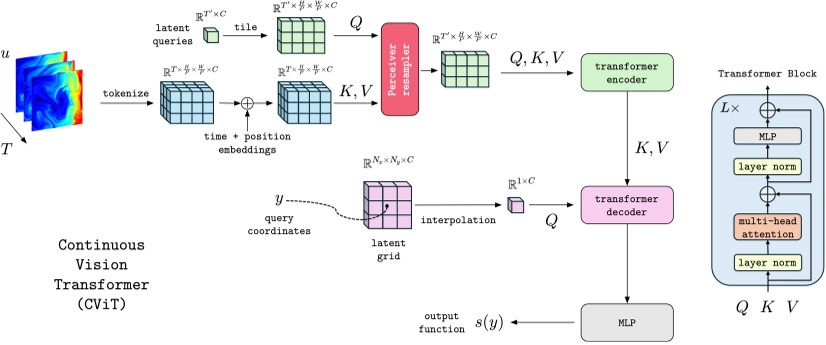 ℝ^{T'×C}
latent
queries
tile
ℝ^{T'×H/P×W/P×C}
Q
u
T
tokenize
ℝ^{T×H/P×W/P×C}
time + position
embeddings
ℝ^{T×H/P×W/P×C}
K, V
Perceiver
resampler
ℝ^{T'×H/P×W/P×C}
Q, K, V
transformer
encoder
K, V
y
query
coordinates
ℝ^{N_x×N_y×C}
latent
grid
interpolation
ℝ^{1×C}
Q
transformer
decoder
MLP
s(y)
output
function
Continuous
Vision
Transformer
(CViT)
Transformer Block
L×
MLP
layer norm
multi-head
attention
layer norm
Q K V